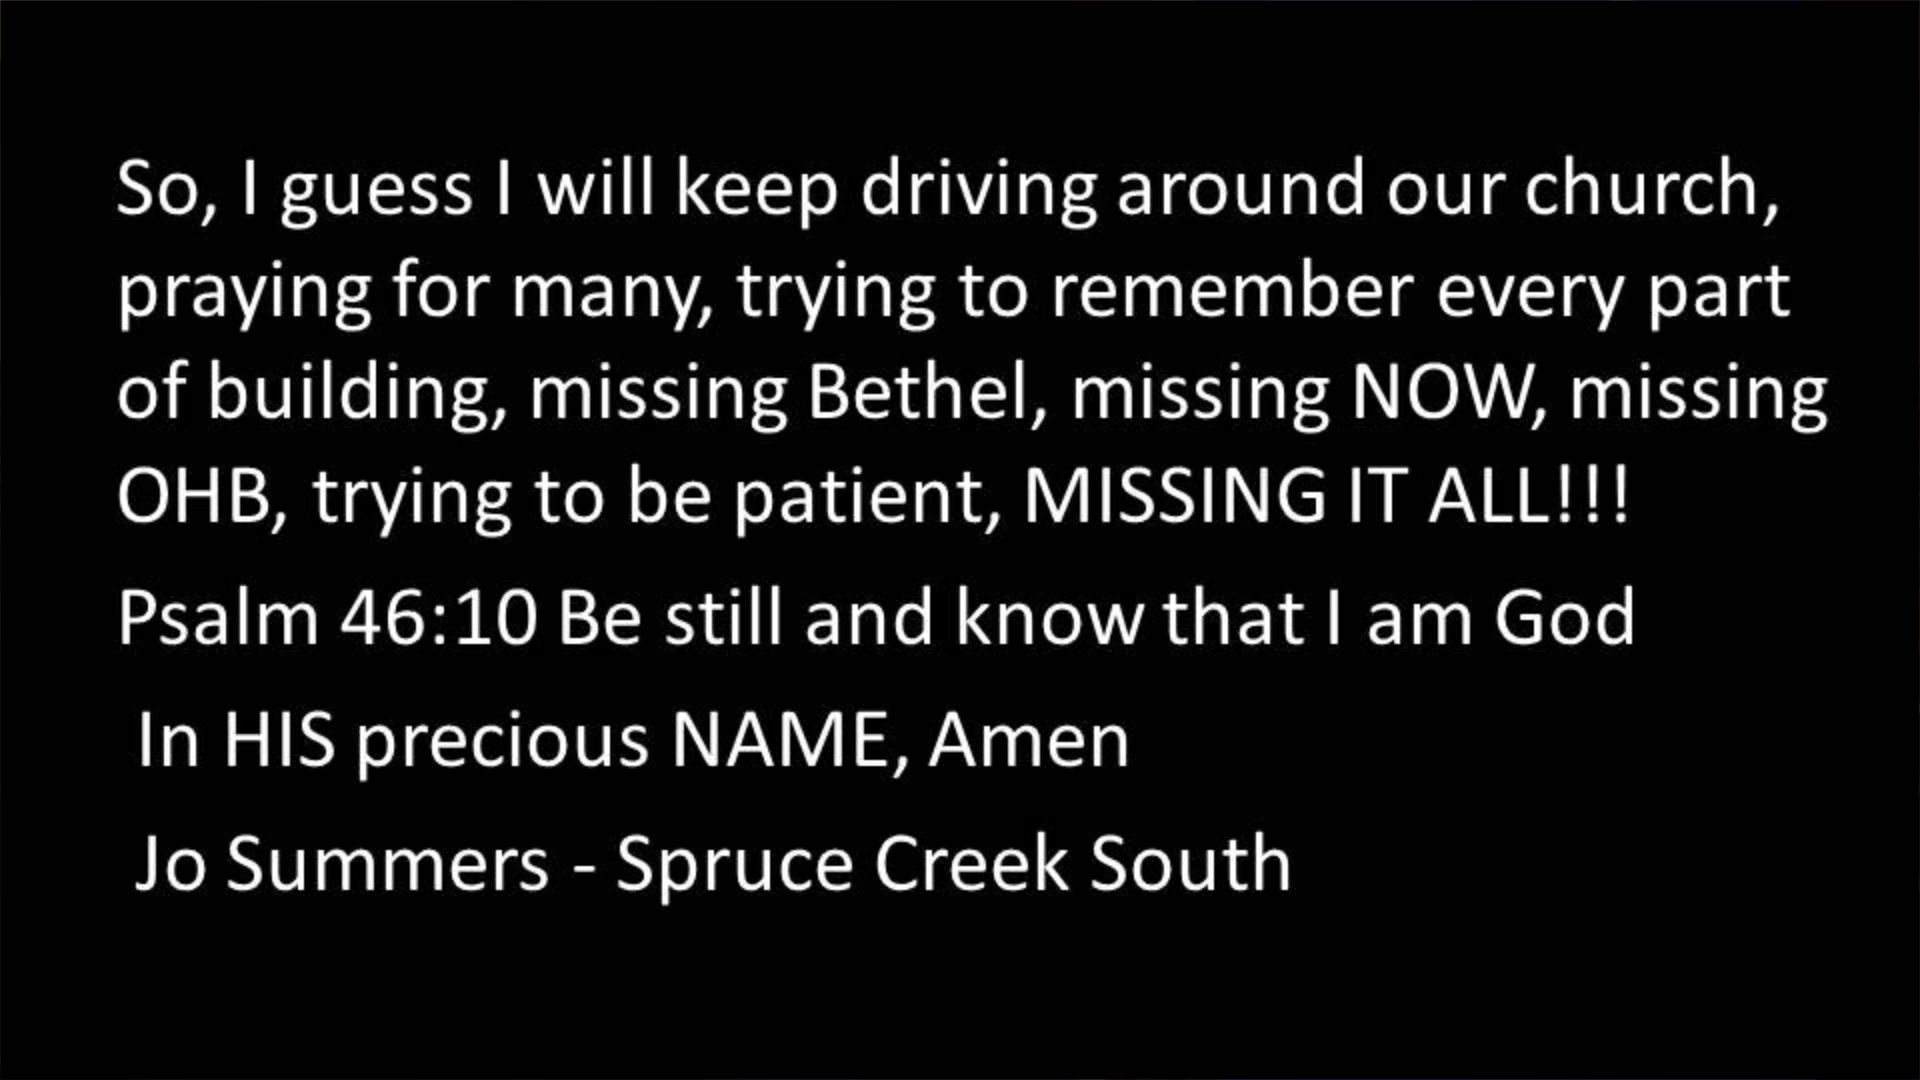 So, I guess I will keep driving around our church,
praying for many, trying to remember every part
of building, missing Bethel, missing NOW, missing
OHB, trying to be patient, MISSING IT ALL!!!
Psalm 46:10 Be still and know that I am God
In HIS precious NAME, Amen
Jo Summers - Spruce Creek South